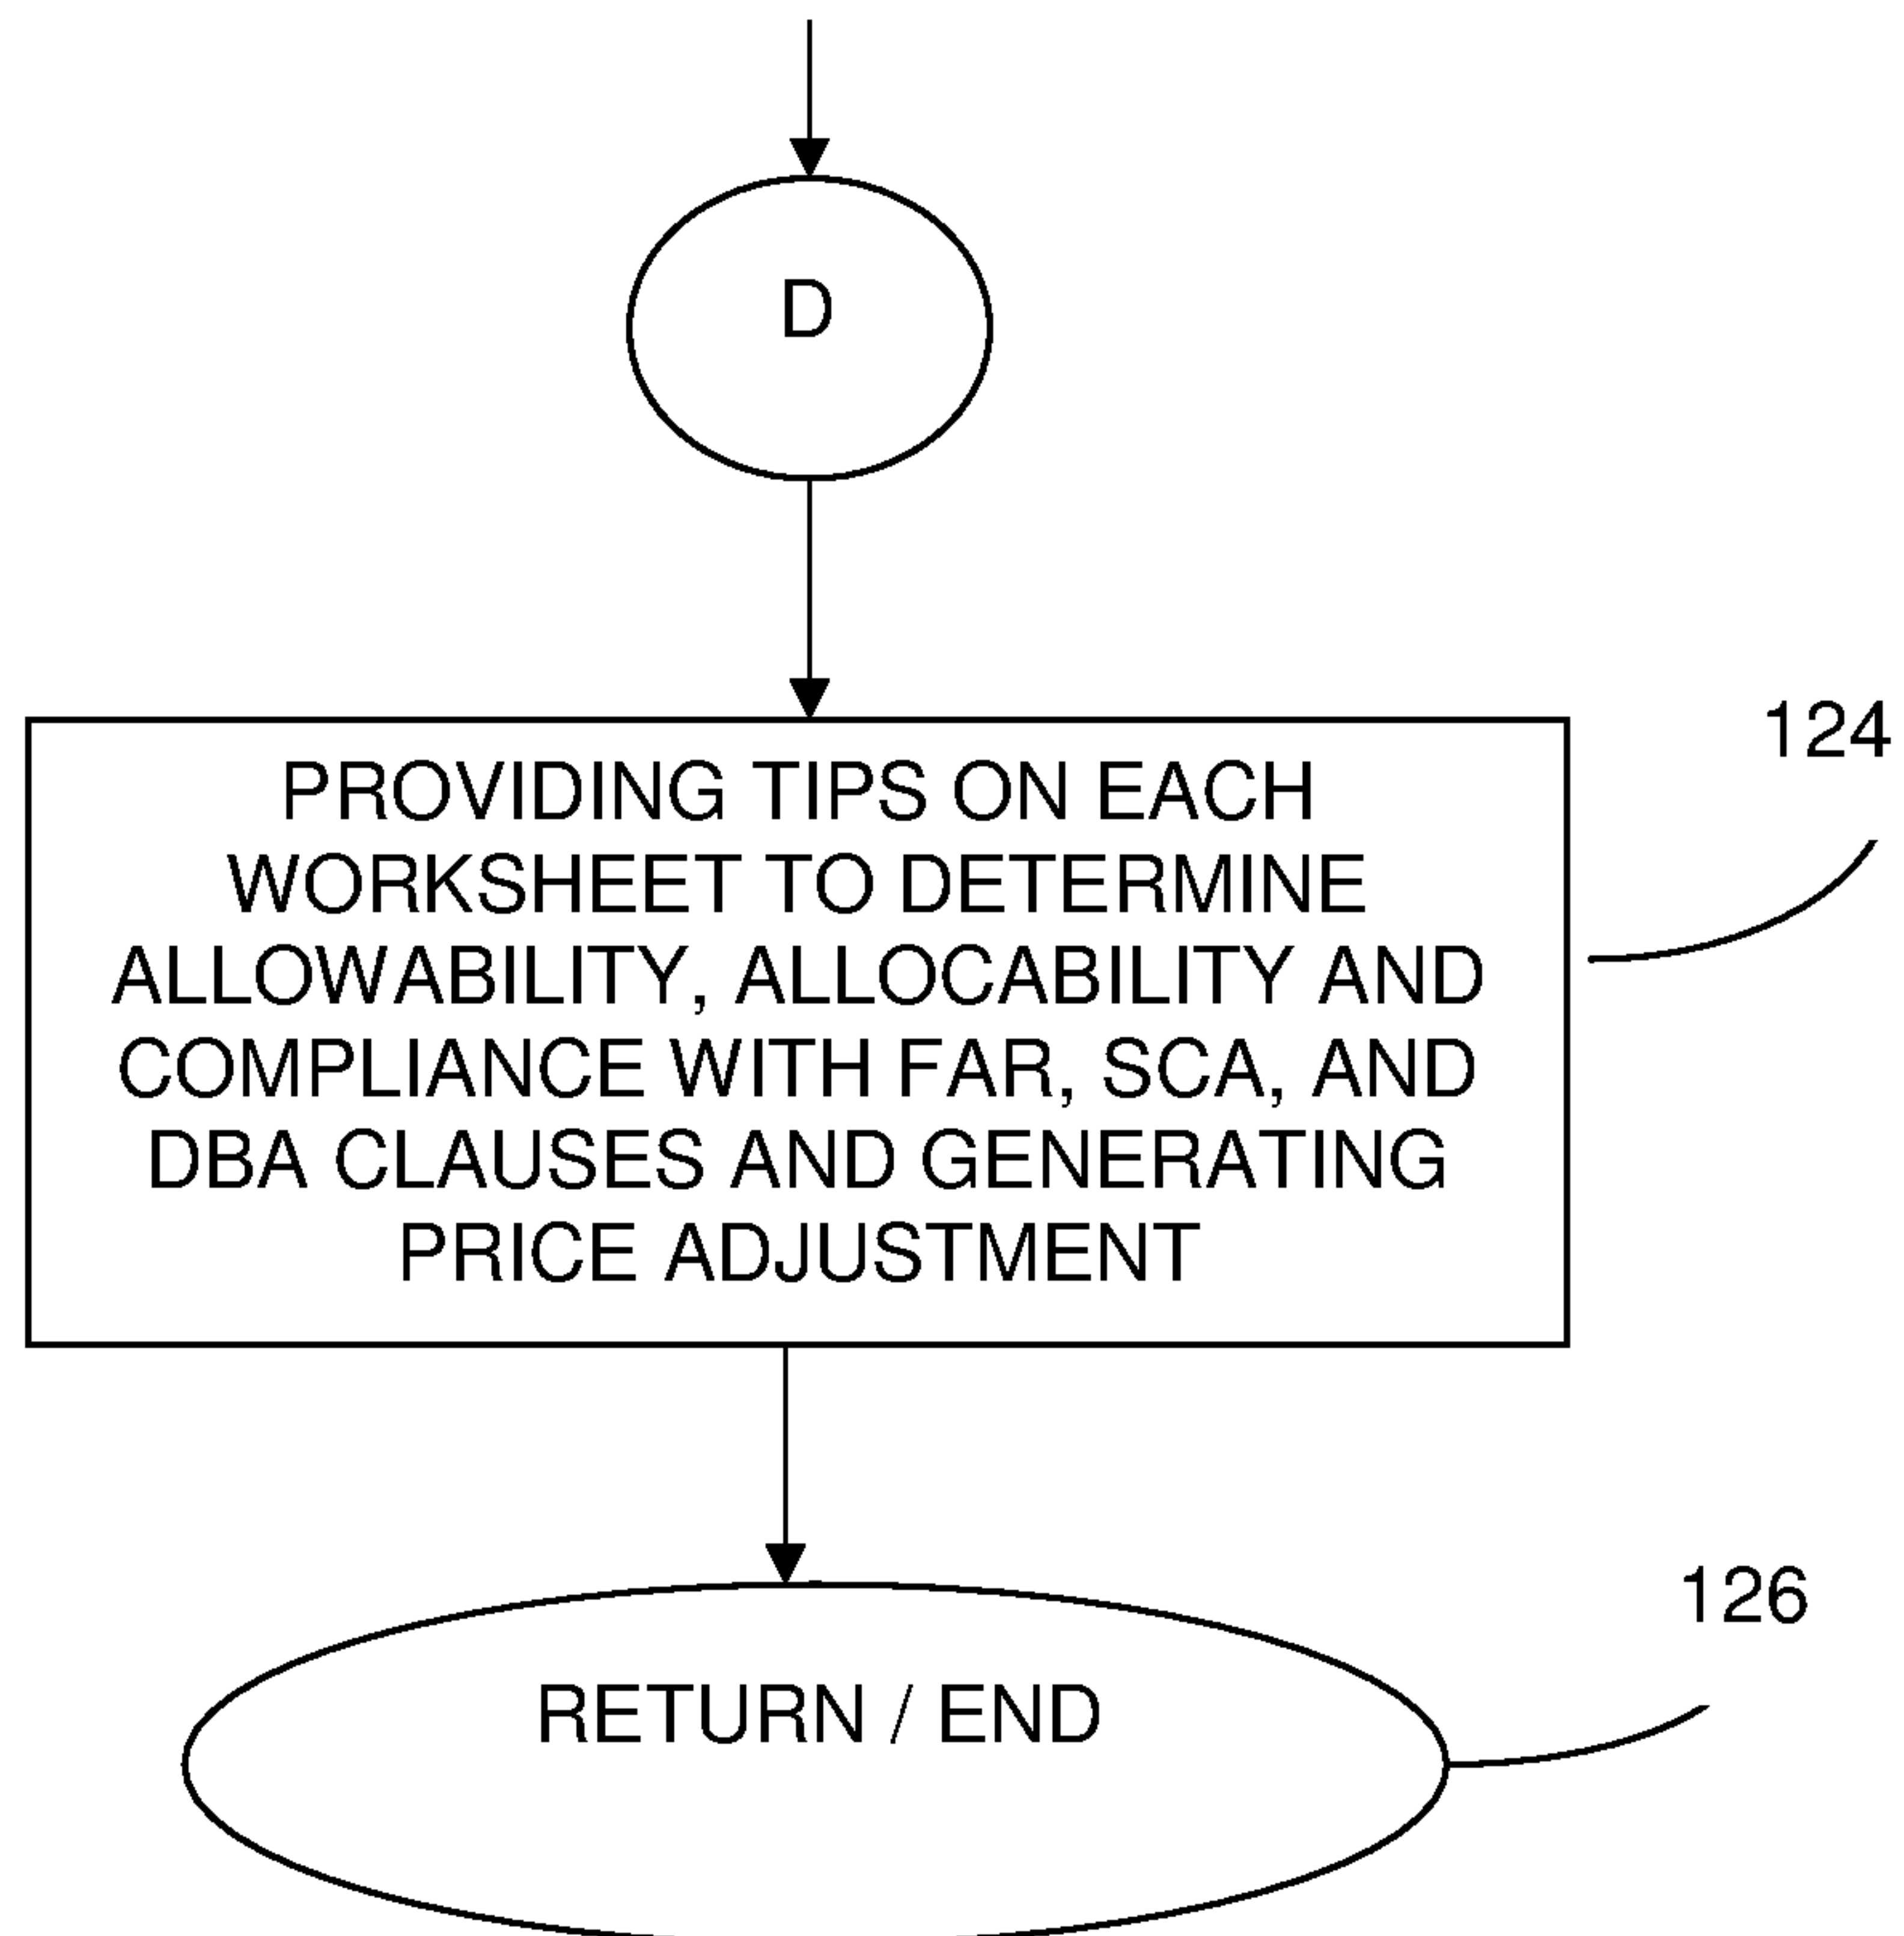 D
124
PROVIDING TIPS ON EACH
WORKSHEET TO DETERMINE
ALLOWABILITY, ALLOCABILITY AND
COMPLIANCE WITH FAR, SCA, AND
DBA CLAUSES AND GENERATING
PRICE ADJUSTMENT
126
RETURN / END